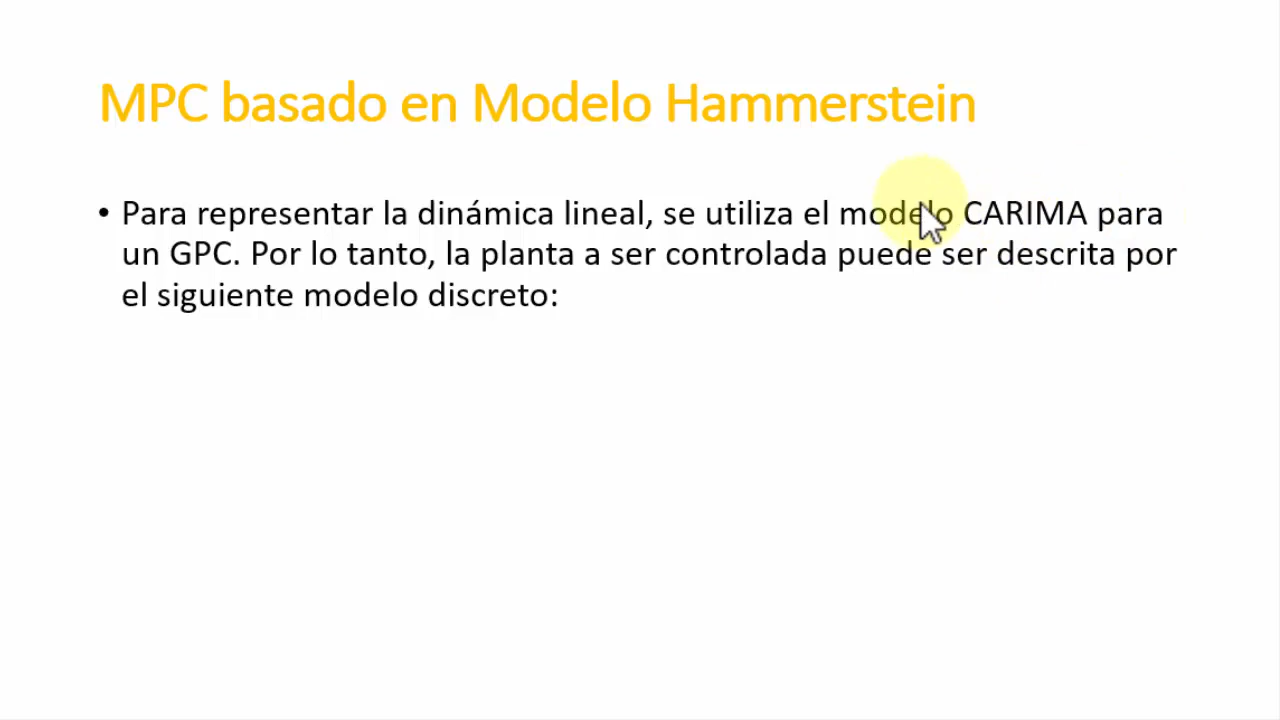 MPC basado en Modelo Hammerstein
• Para representar la dinámica lineal, se utiliza el modelo CARIMA para
un GPC. Por lo tanto, la planta a ser controlada puede ser descrita por
el siguiente modelo discreto: